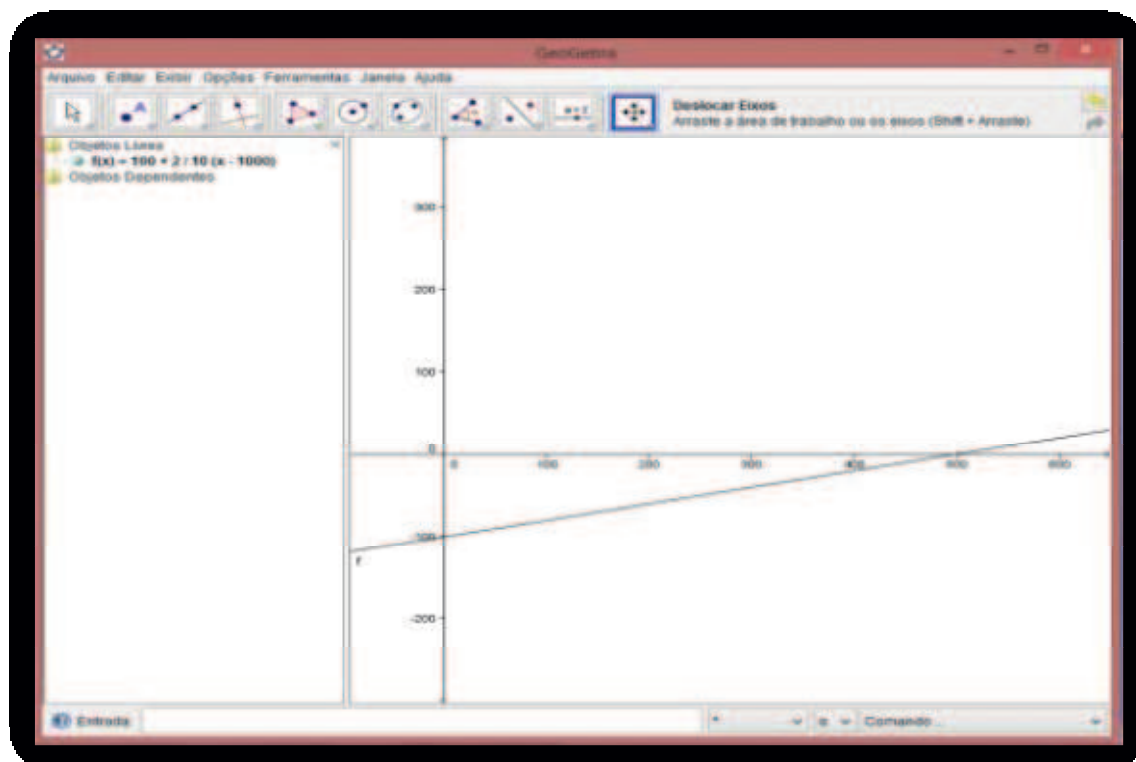 GeoGebra
Arquivo Editar Exibir Opções Ferramentas Janela Ajuda
Deslocar Eixos
Arraste a área de trabalho ou os eixos (Shift + Arraste)
Objetos Livres
f(x) = 100 + 2 / 10 (x - 1000)
Objetos Dependentes
300
200
100
0
0 100 200 300 400 500 600
-100
f
-200
Entrada
Comando...